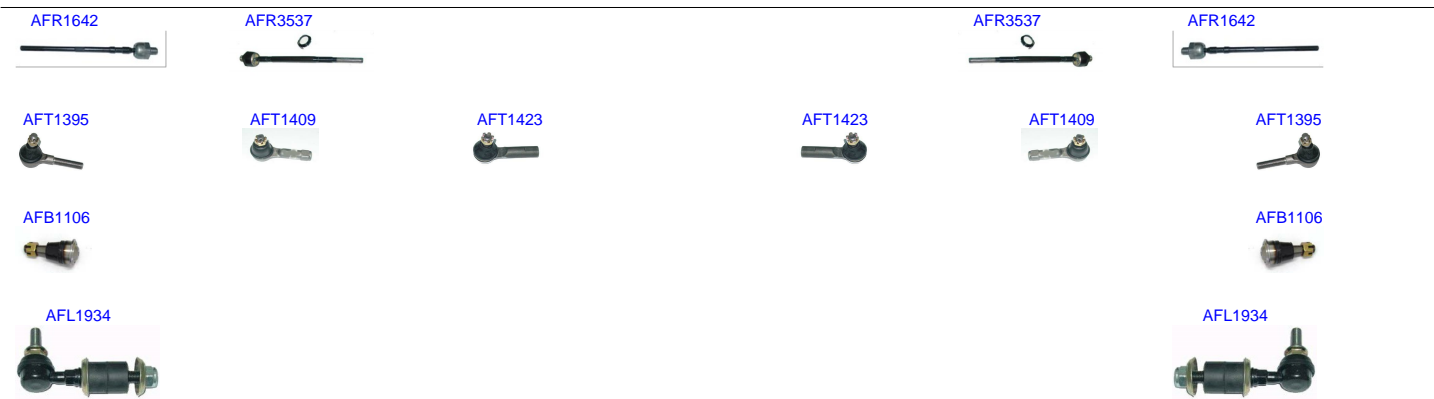 AFR1642 AFR3537 AFR3537 AFR1642
AFT1395 AFT1409 AFT1423 AFT1423 AFT1409 AFT1395
AFB1106 AFB1106
AFL1934 AFL1934